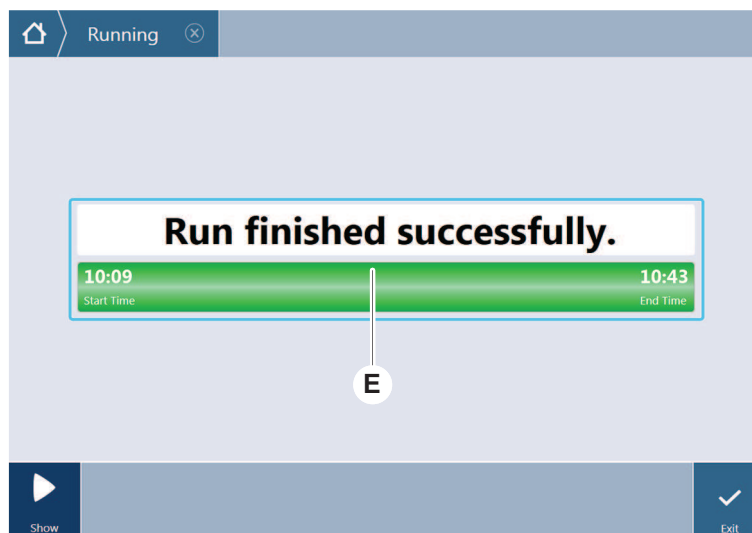 Running
Run finished successfully.
10:09 10:43
Start Time End Time
E
Show Exit